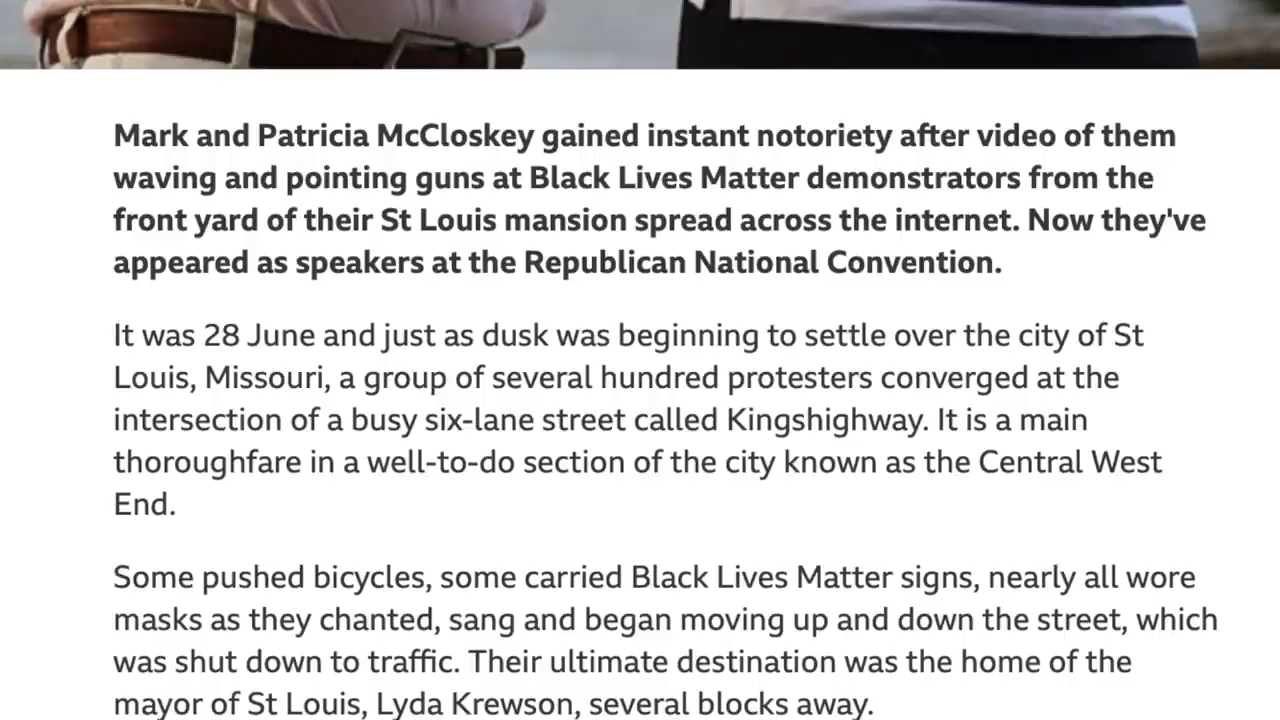 Mark and Patricia McCloskey gained instant notoriety after video of them
waving and pointing guns at Black Lives Matter demonstrators from the
front yard of their St Louis mansion spread across the internet. Now they've
appeared as speakers at the Republican National Convention.
It was 28 June and just as dusk was beginning to settle over the city of St
Louis, Missouri, a group of several hundred protesters converged at the
intersection of a busy six-lane street called Kingshighway. It is a main
thoroughfare in a well-to-do section of the city known as the Central West
End.
Some pushed bicycles, some carried Black Lives Matter signs, nearly all wore
masks as they chanted, sang and began moving up and down the street, which
was shut down to traffic. Their ultimate destination was the home of the
mayor of St Louis, Lyda Krewson, several blocks away.